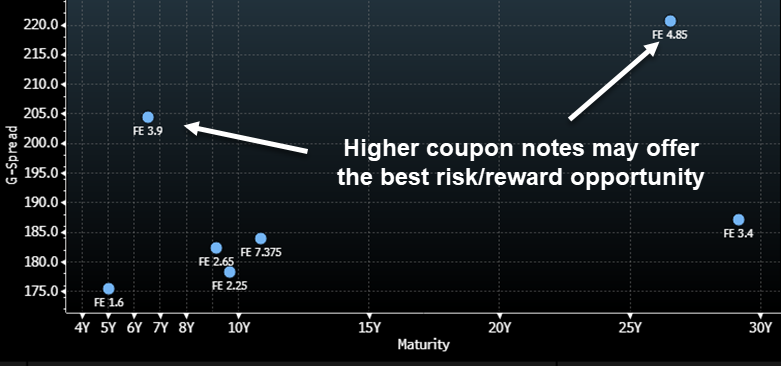 220.0
215.0
210.0
205.0
200.0
195.0
190.0
185.0
180.0
175.0
G-Spread
FE 4.85
FE 3.9
Higher coupon notes may offer
the best risk/reward opportunity
FE 3.4
FE 7.375
FE 2.65
FE 2.25
FE 1.6
4Y 5Y 6Y 7Y 8Y 10Y 15Y 20Y 25Y 30Y
Maturity